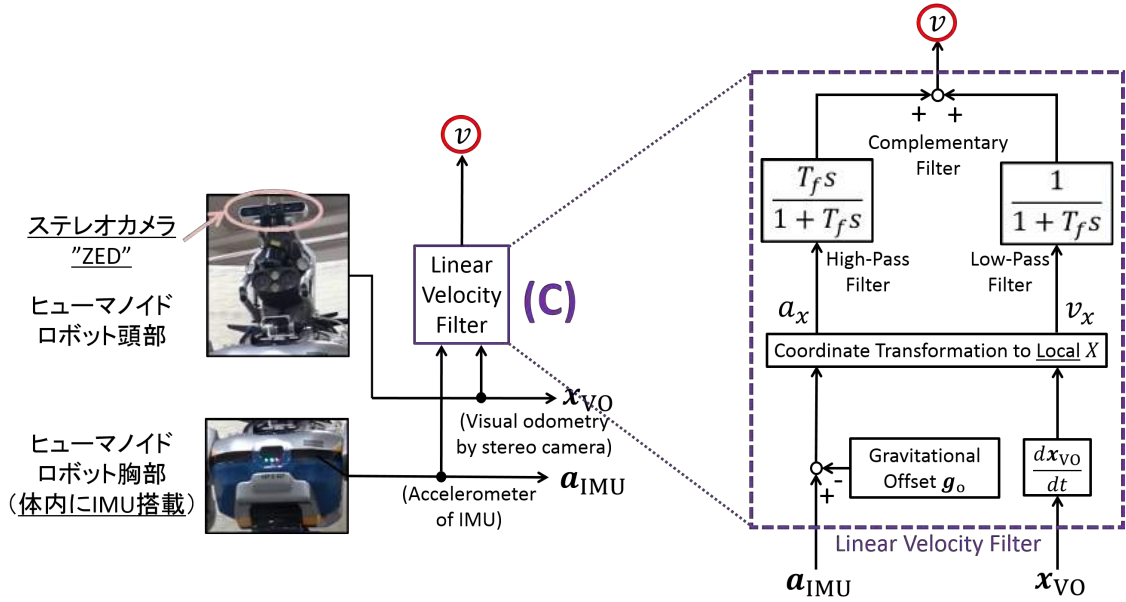 ステレオカメラ
”ZED”
ヒューマノイド
ロボット頭部
ヒューマノイド
ロボット胸部
(体内にIMU搭載)
v
Linear
Velocity
Filter
(C)
x_VO
(Visual odometry
by stereo camera)
a_IMU
(Accelerometer
of IMU)
v
+ +
Complementary
Filter
T_f s / 1 + T_f s
1 / 1 + T_f s
High-Pass
Filter
Low-Pass
Filter
a_x
v_x
Coordinate Transformation to Local X
+ -
Gravitational
Offset g_o
dx_VO / dt
Linear Velocity Filter
a_IMU
x_VO